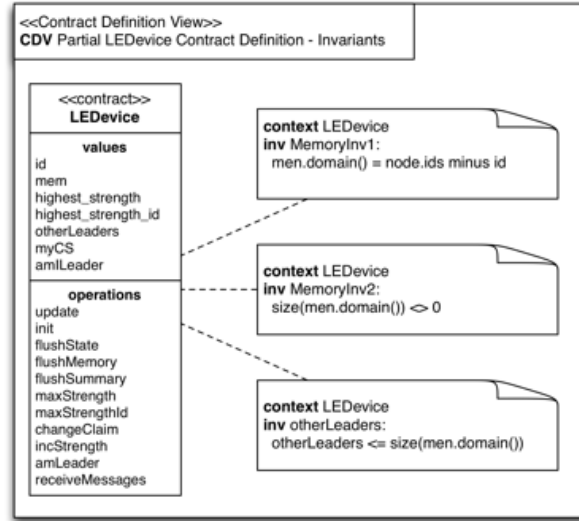 <<Contract Definition View>>
CDV Partial LEDevice Contract Definition - Invariants
<<contract>>
LEDevice
values
id
mem
highest_strength
highest_strength_id
otherLeaders
myCS
amILeader
operations
update
init
flushState
flushMemory
flushSummary
maxStrength
maxStrengthId
changeClaim
incStrength
amLeader
receiveMessages
context LEDevice
inv MemoryInv1:
men.domain() = node.ids minus id
context LEDevice
inv MemoryInv2:
size(men.domain()) <> 0
context LEDevice
inv otherLeaders:
otherLeaders <= size(men.domain())